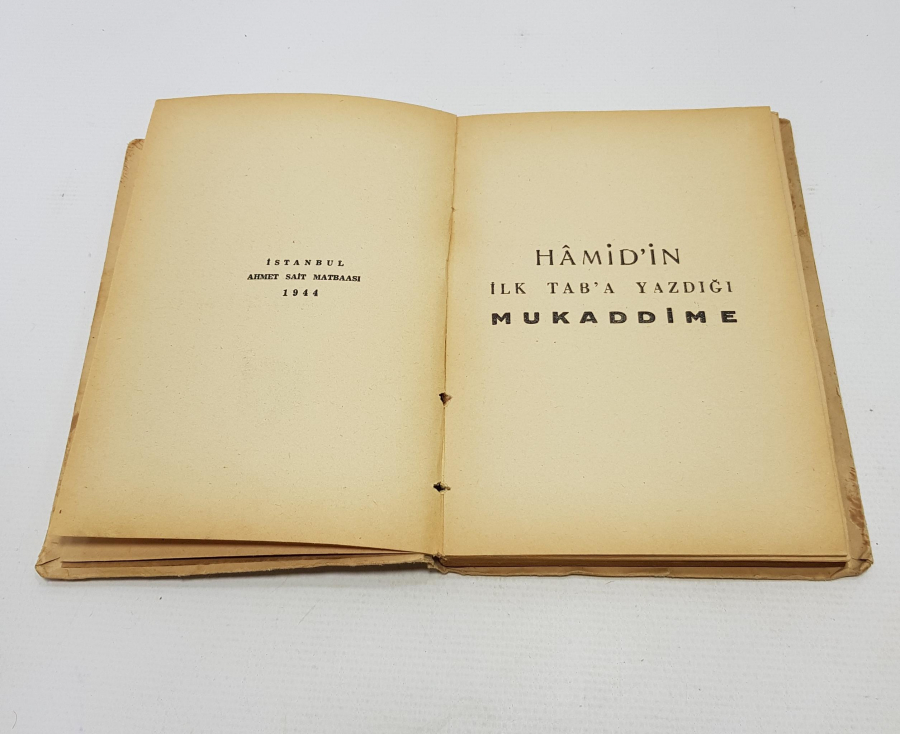 İSTANBUL
AHMET SAİT MATBAASI
1944
HÂMİD'İN
İLK TAB'A YAZDIĞI
MUKADDİME